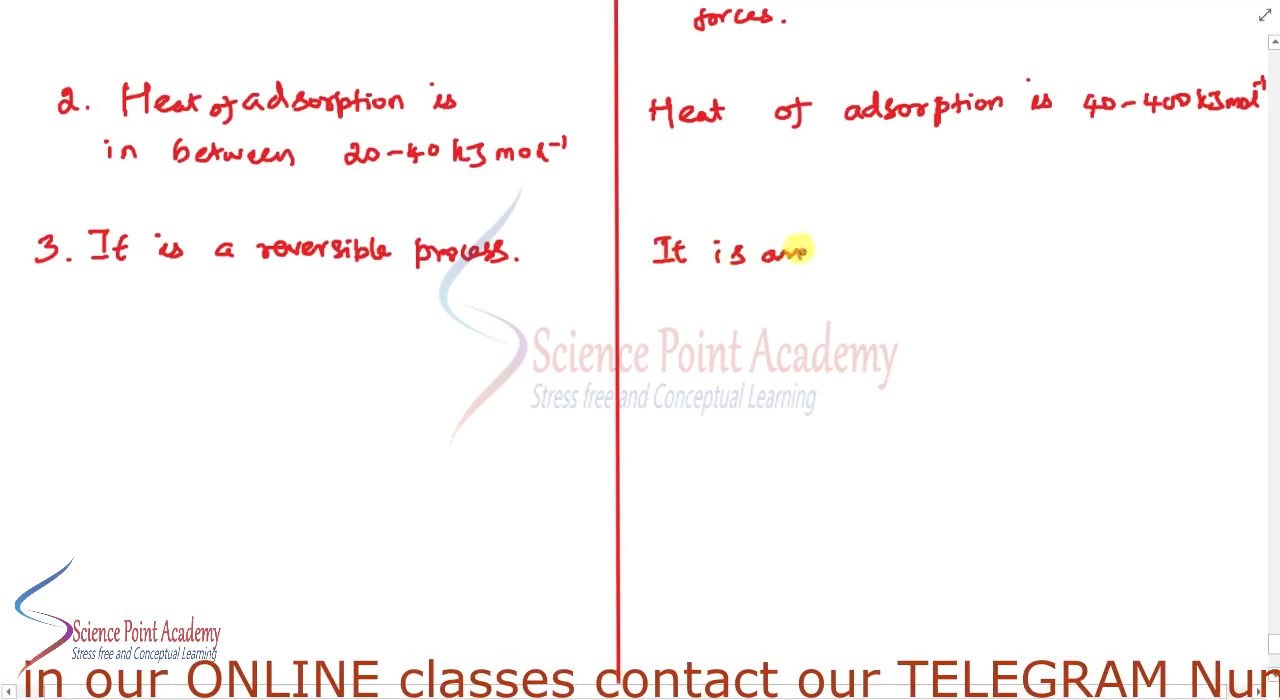 forces.
2. Heat of adsorption is
in between 20-40 kJ mol⁻¹
Heat of adsorption is 40-400 kJ mol⁻¹
3. It is a reversible process.
It is an
Science Point Academy
Stress free and Conceptual Learning
Science Point Academy
Stress free and Conceptual Learning
in our ONLINE classes contact our TELEGRAM Nu